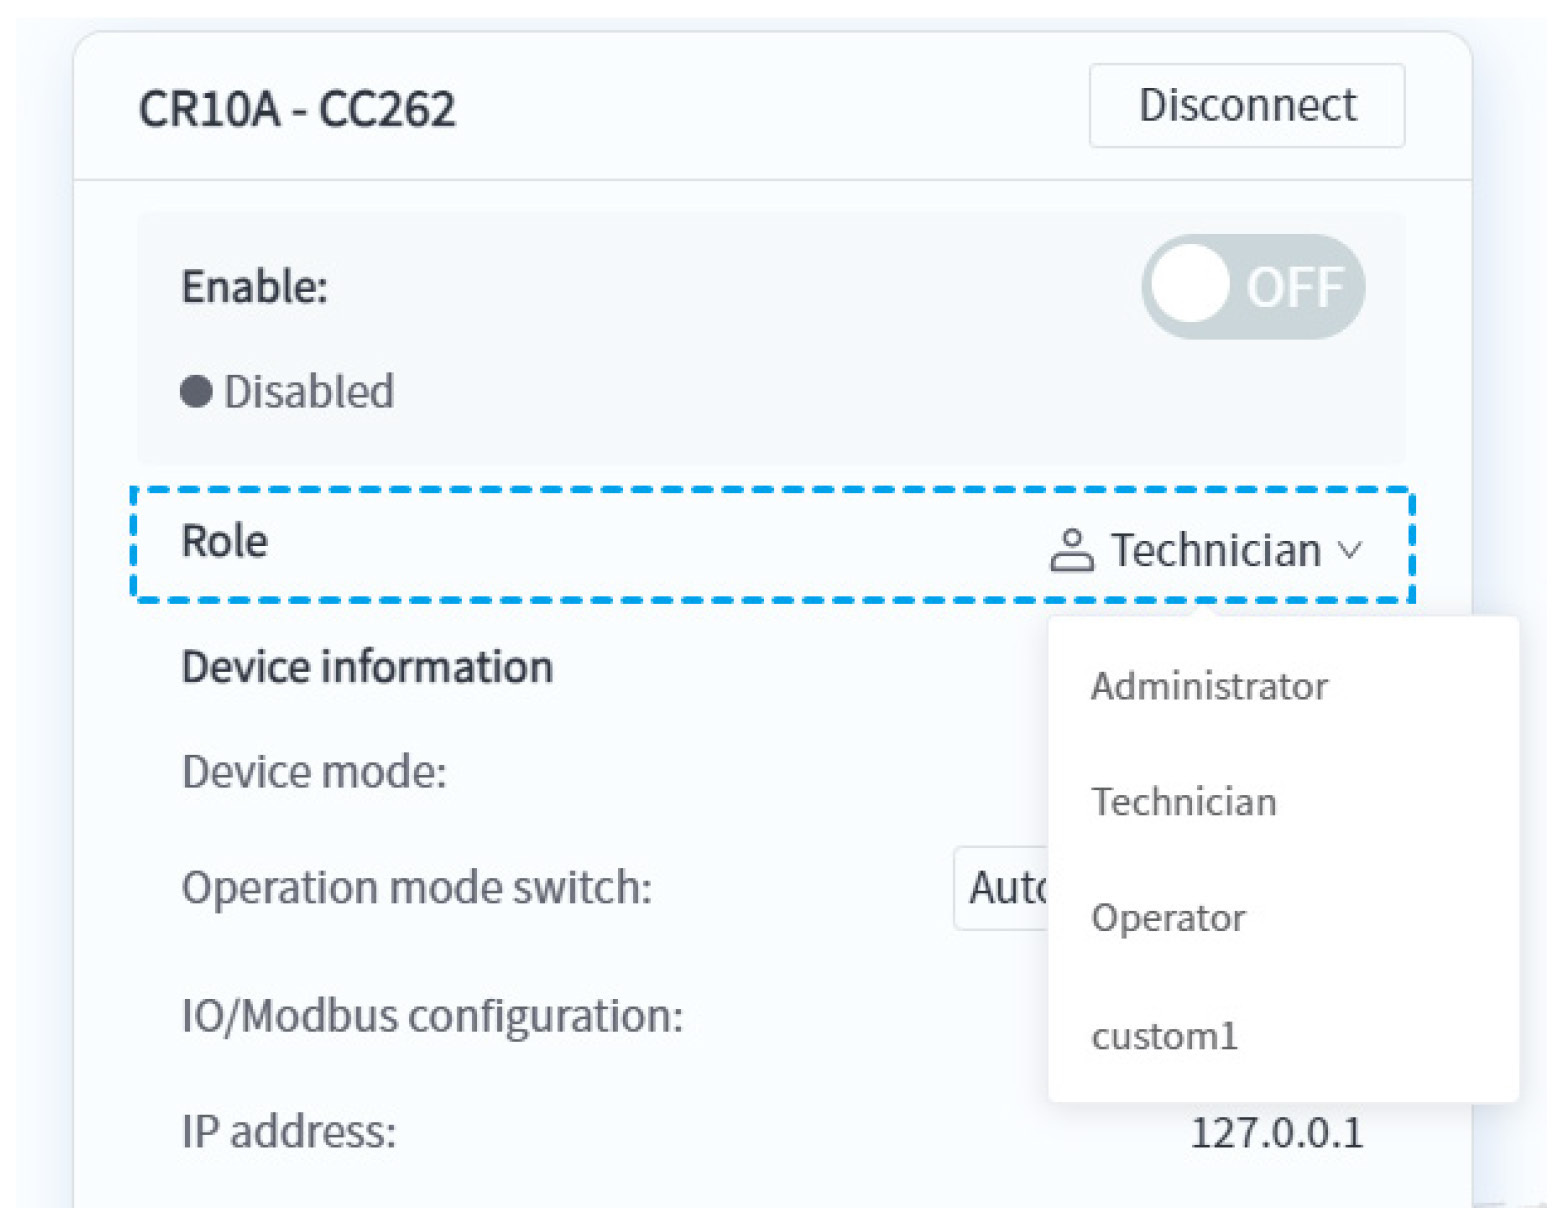 CR10A - CC262
Disconnect
Enable:
OFF
Disabled
Role
Technician
Device information
Administrator
Device mode:
Technician
Operation mode switch:
Operator
IO/Modbus configuration:
custom1
IP address:
127.0.0.1